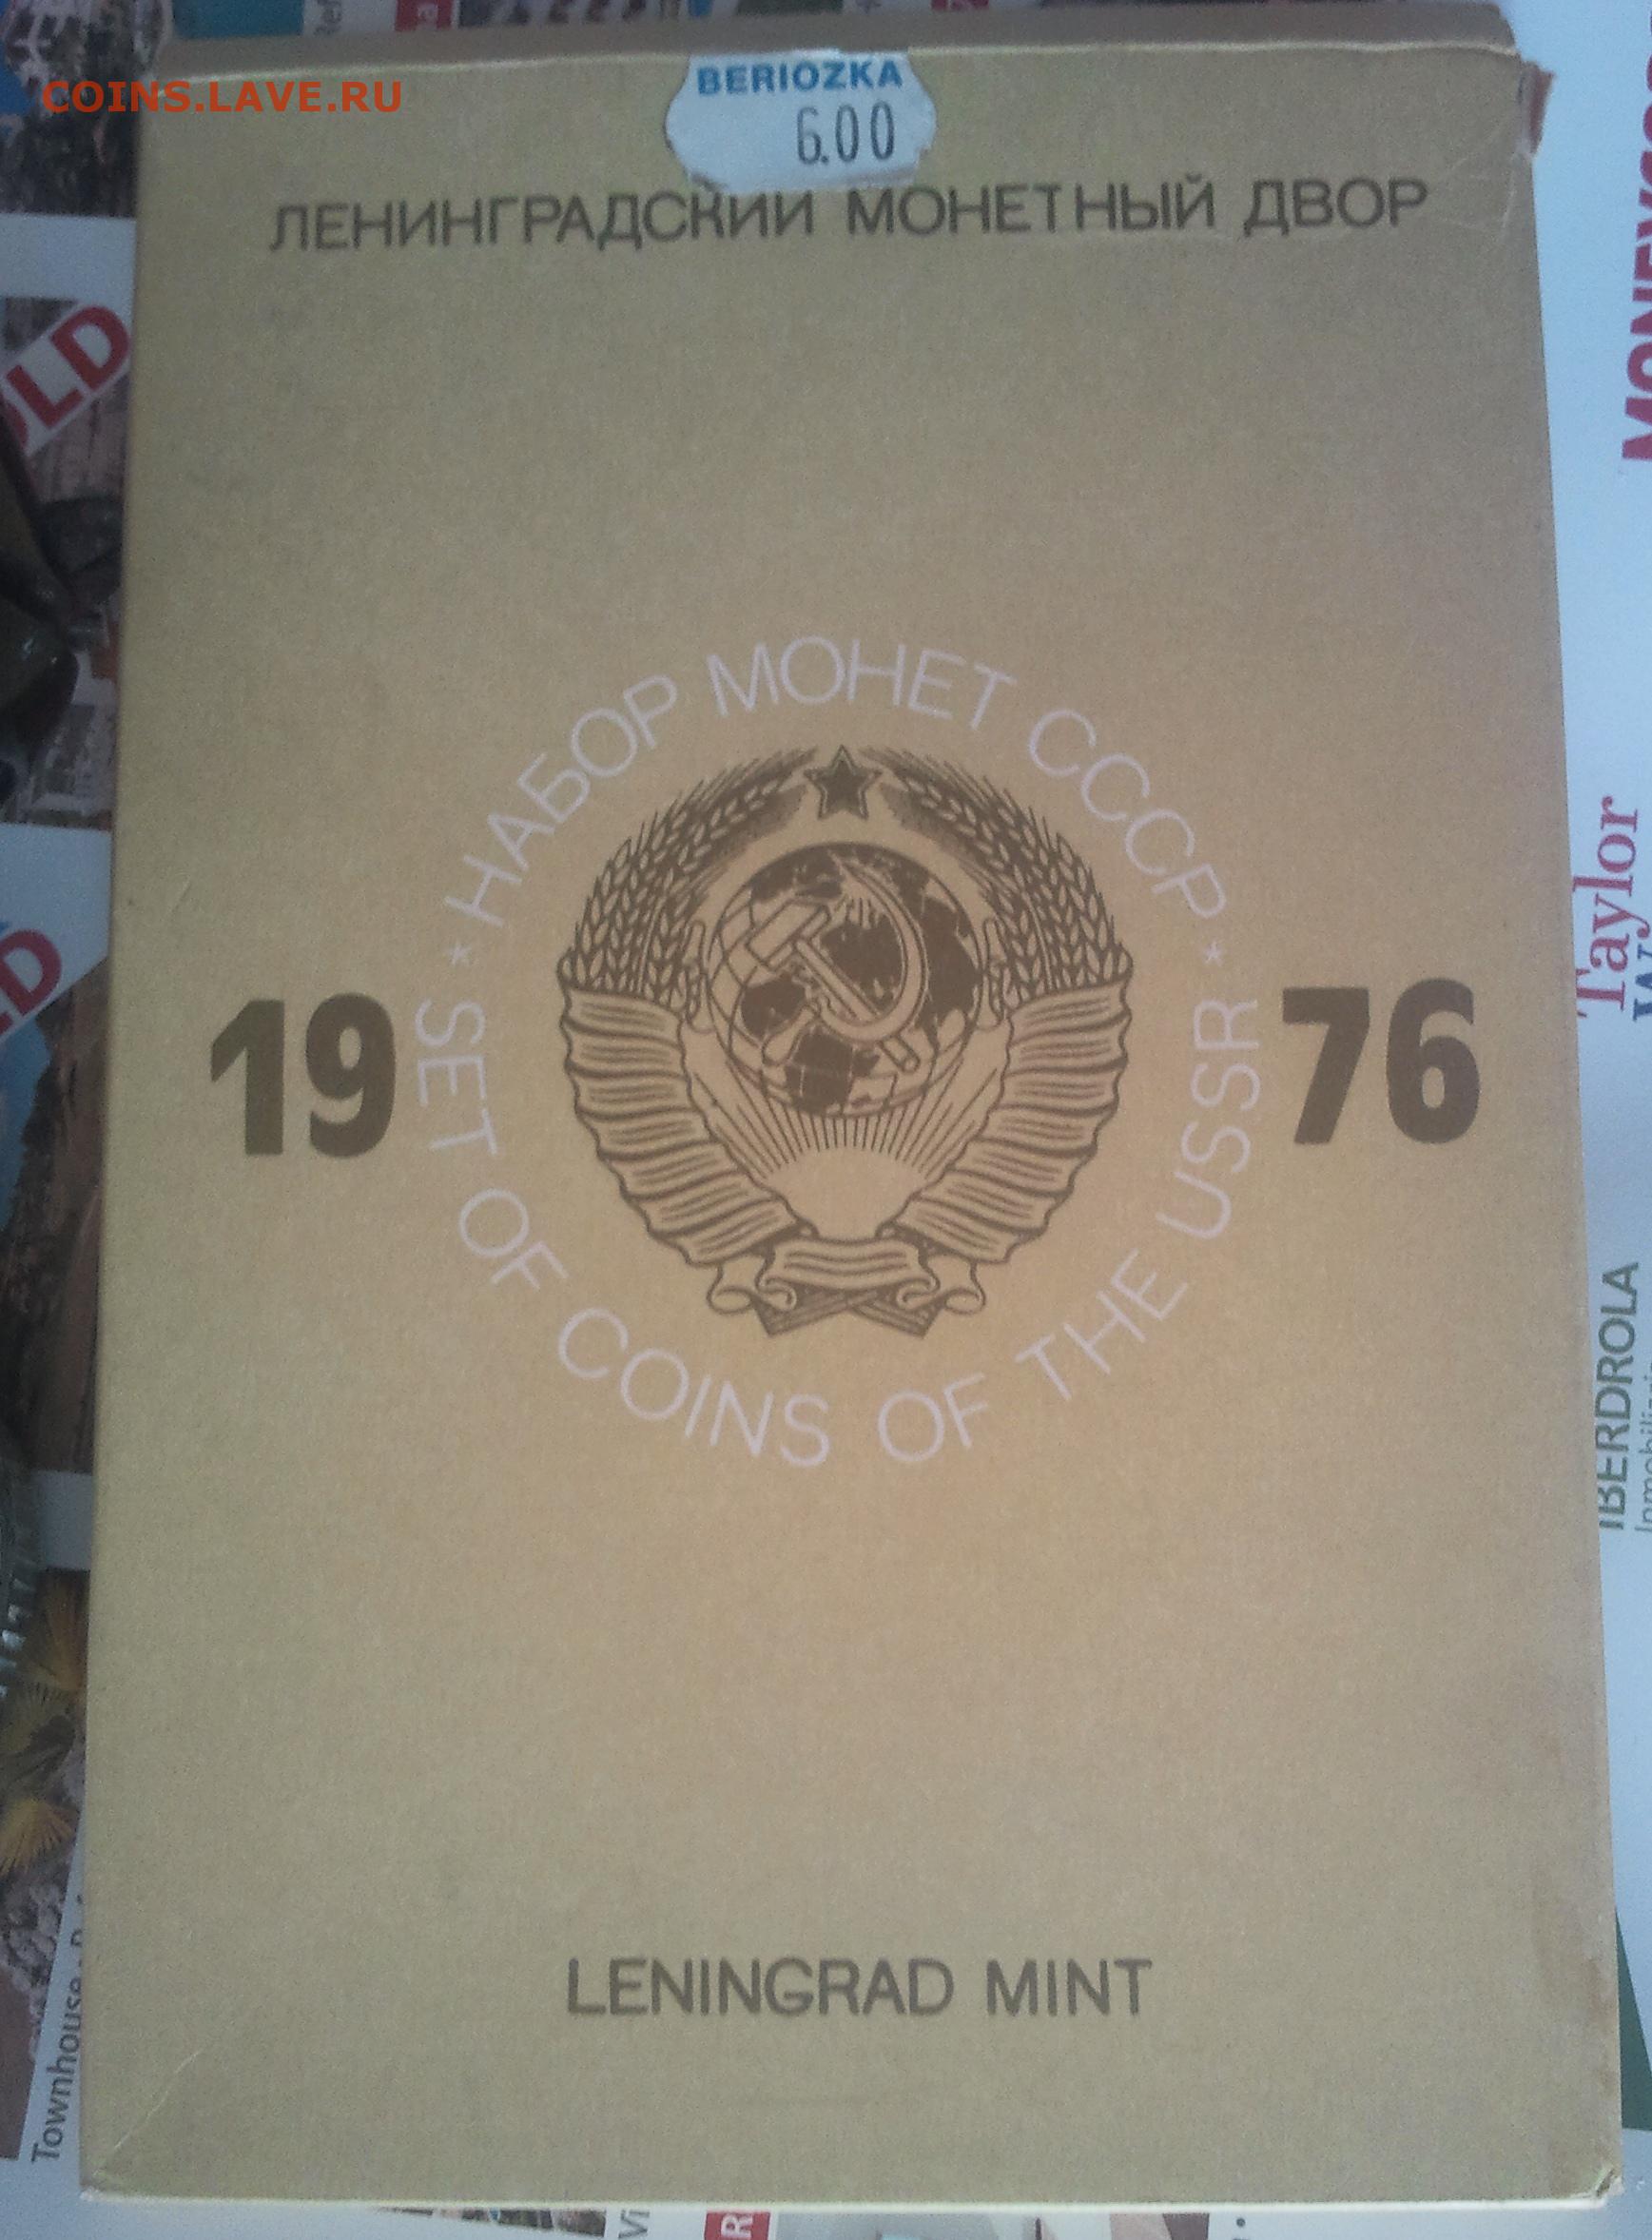 COINS.LAVE.RU
BERIOZKA
6.00
ЛЕНИНГРАДСКИЙ МОНЕТНЫЙ ДВОР
* НАБОР МОНЕТ СССР *
19 76
SET OF COINS OF THE USSR
LENINGRAD MINT
Taylor
IBERDROLA
Townhouse